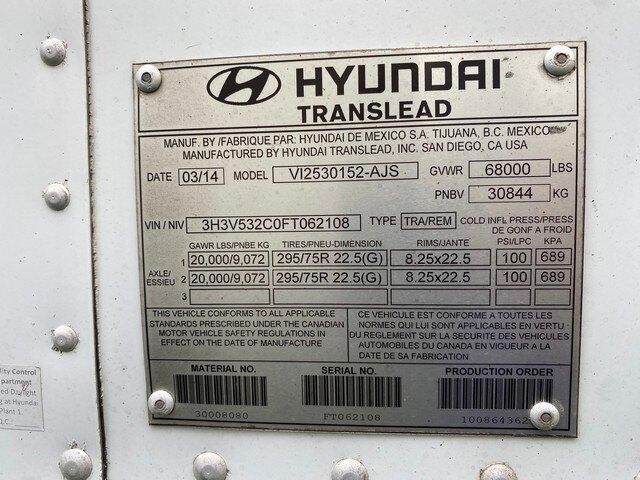 HYUNDAI
TRANSLEAD
MANUF. BY /FABRIQUE PAR: HYUNDAI DE MEXICO S.A. TIJUANA, B.C. MEXICO
MANUFACTURED BY HYUNDAI TRANSLEAD, INC. SAN DIEGO, CA USA
DATE 03/14 MODEL VI2530152-AJS GVWR 68000 LBS
PNBV 30844 KG
VIN / NIV 3H3V532C0FT062108 TYPE TRA/REM COLD INFL PRESS/PRESS
DE GONF A FROID
GAWR LBS/PNBE KG TIRES/PNEU-DIMENSION RIMS/JANTE PSI/LPC KPA
1 20,000/9,072 295/75R 22.5(G) 8.25x22.5 100 689
AXLE/
ESSIEU
2 20,000/9,072 295/75R 22.5(G) 8.25x22.5 100 689
3
THIS VEHICLE CONFORMS TO ALL APPLICABLE
STANDARDS PRESCRIBED UNDER THE CANADIAN
MOTOR VEHICLE SAFETY REGULATIONS IN
EFFECT ON THE DATE OF MANUFACTURE
CE VEHICULE EST CONFORME A TOUTES LES
NORMES QUI LUI SONT APPLICABLES EN VERTU
DU REGLEMENT SUR LA SECURITE DES VEHICULES
AUTOMOBILES DU CANADA EN VIGUEUR A LA
DATE DE SA FABRICATION
MATERIAL NO. SERIAL NO. PRODUCTION ORDER
30008080 FT062108
Control
Hyundai
Plant 1.